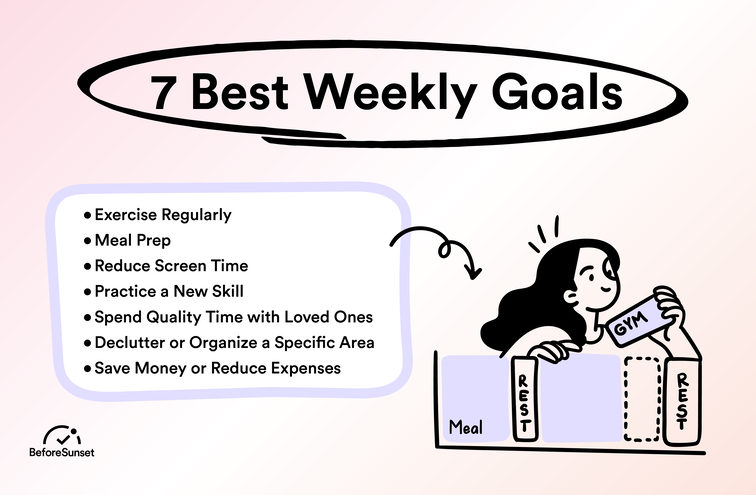 7 Best Weekly Goals
• Exercise Regularly
• Meal Prep
• Reduce Screen Time
• Practice a New Skill
• Spend Quality Time with Loved Ones
• Declutter or Organize a Specific Area
• Save Money or Reduce Expenses
GYM
Meal
REST
REST
BeforeSunset